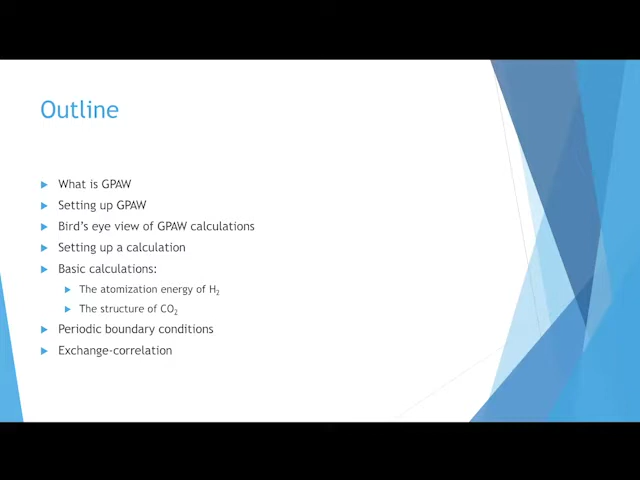 Outline
What is GPAW
Setting up GPAW
Bird's eye view of GPAW calculations
Setting up a calculation
Basic calculations:
The atomization energy of H₂
The structure of CO₂
Periodic boundary conditions
Exchange-correlation